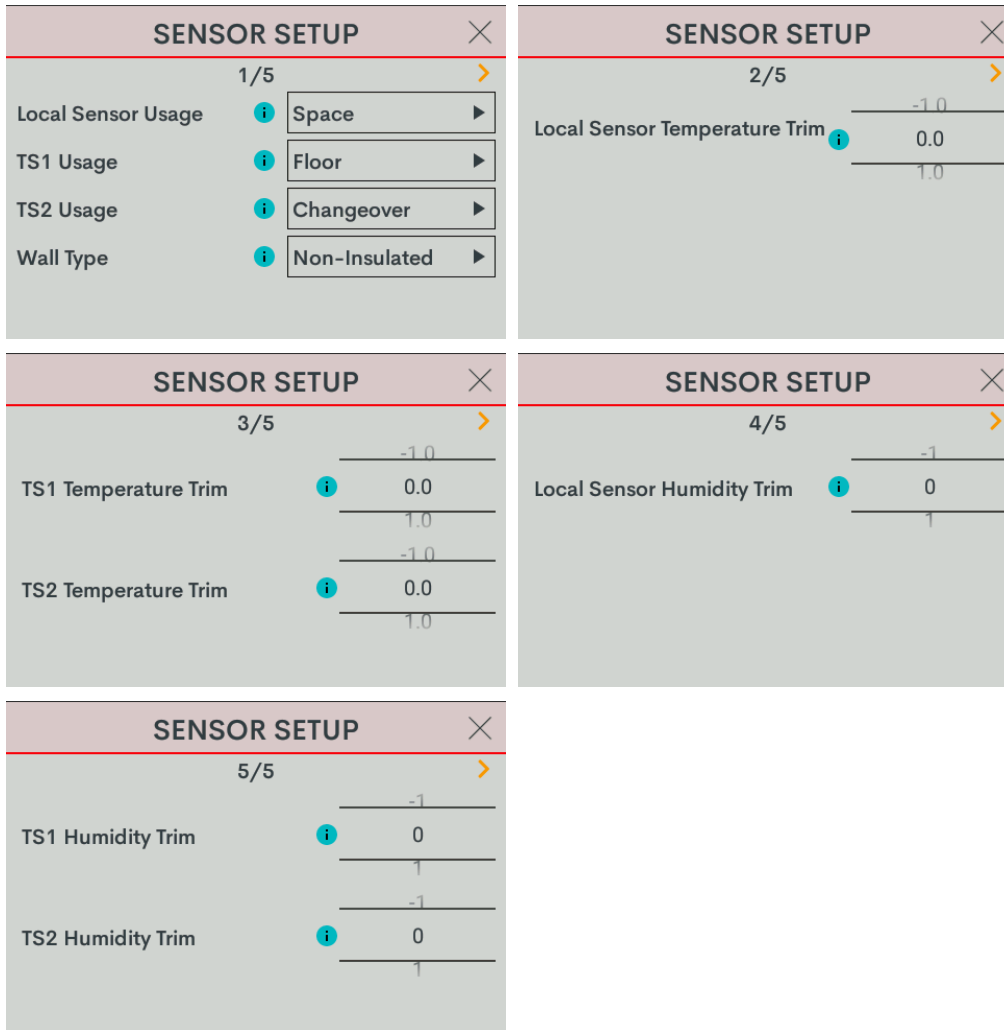 SENSOR SETUP
1/5
Local Sensor Usage i Space
TS1 Usage i Floor
TS2 Usage i Changeover
Wall Type i Non-Insulated
SENSOR SETUP
2/5
-1.0
Local Sensor Temperature Trim i 0.0
1.0
SENSOR SETUP
3/5
-1.0
TS1 Temperature Trim i 0.0
1.0
-1.0
TS2 Temperature Trim i 0.0
1.0
SENSOR SETUP
4/5
-1
Local Sensor Humidity Trim i 0
1
SENSOR SETUP
5/5
-1
TS1 Humidity Trim i 0
1
-1
TS2 Humidity Trim i 0
1